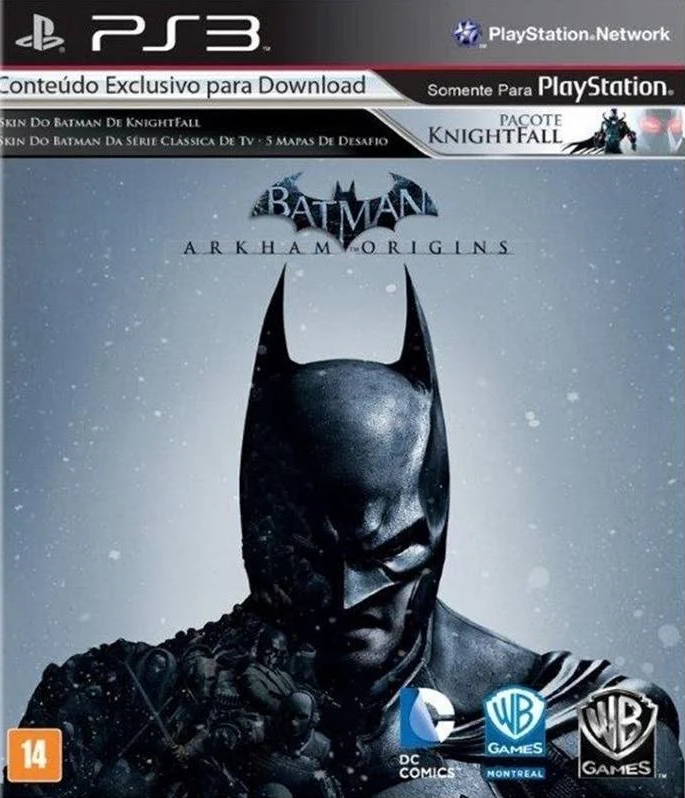 PS3
PlayStation®Network
Conteúdo Exclusivo para Download
Somente Para PlayStation®
SKIN DO BATMAN DE KNIGHTFALL
SKIN DO BATMAN DA SÉRIE CLÁSSICA DE TV · 5 MAPAS DE DESAFIO
PACOTE
KNIGHTFALL
BATMAN
ARKHAM ORIGINS
14
DC
COMICS™
WB
GAMES
MONTREAL
WB
GAMES